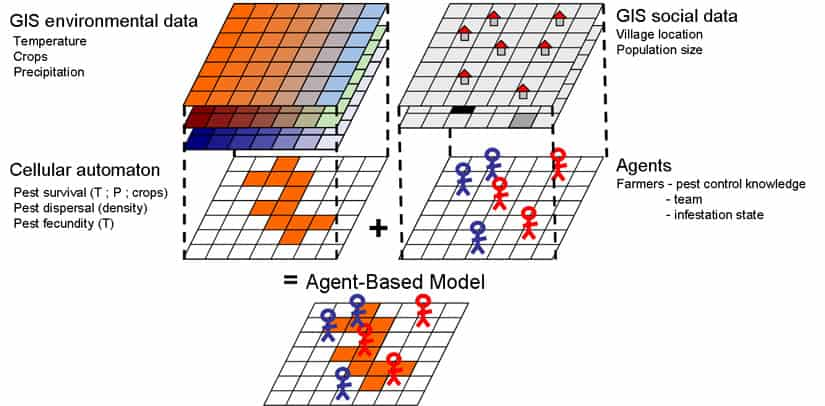 GIS environmental data
Temperature
Crops
Precipitation
GIS social data
Village location
Population size
Cellular automaton
Pest survival (T ; P ; crops)
Pest dispersal (density)
Pest fecundity (T)
+
Agents
Farmers - pest control knowledge
- team
- infestation state
= Agent-Based Model